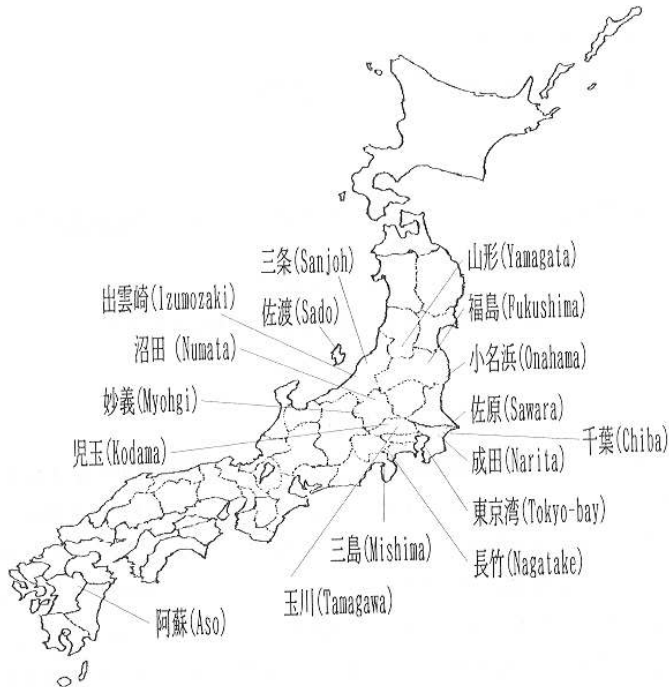 三条(Sanjoh)
山形(Yamagata)
出雲崎(Izumozaki)
佐渡(Sado)
福島(Fukushima)
沼田 (Numata)
小名浜(Onahama)
妙義(Myohgi)
佐原(Sawara)
千葉(Chiba)
児玉(Kodama)
成田(Narita)
東京湾(Tokyo-bay)
三島(Mishima)
長竹(Nagatake)
玉川(Tamagawa)
阿蘇(Aso)